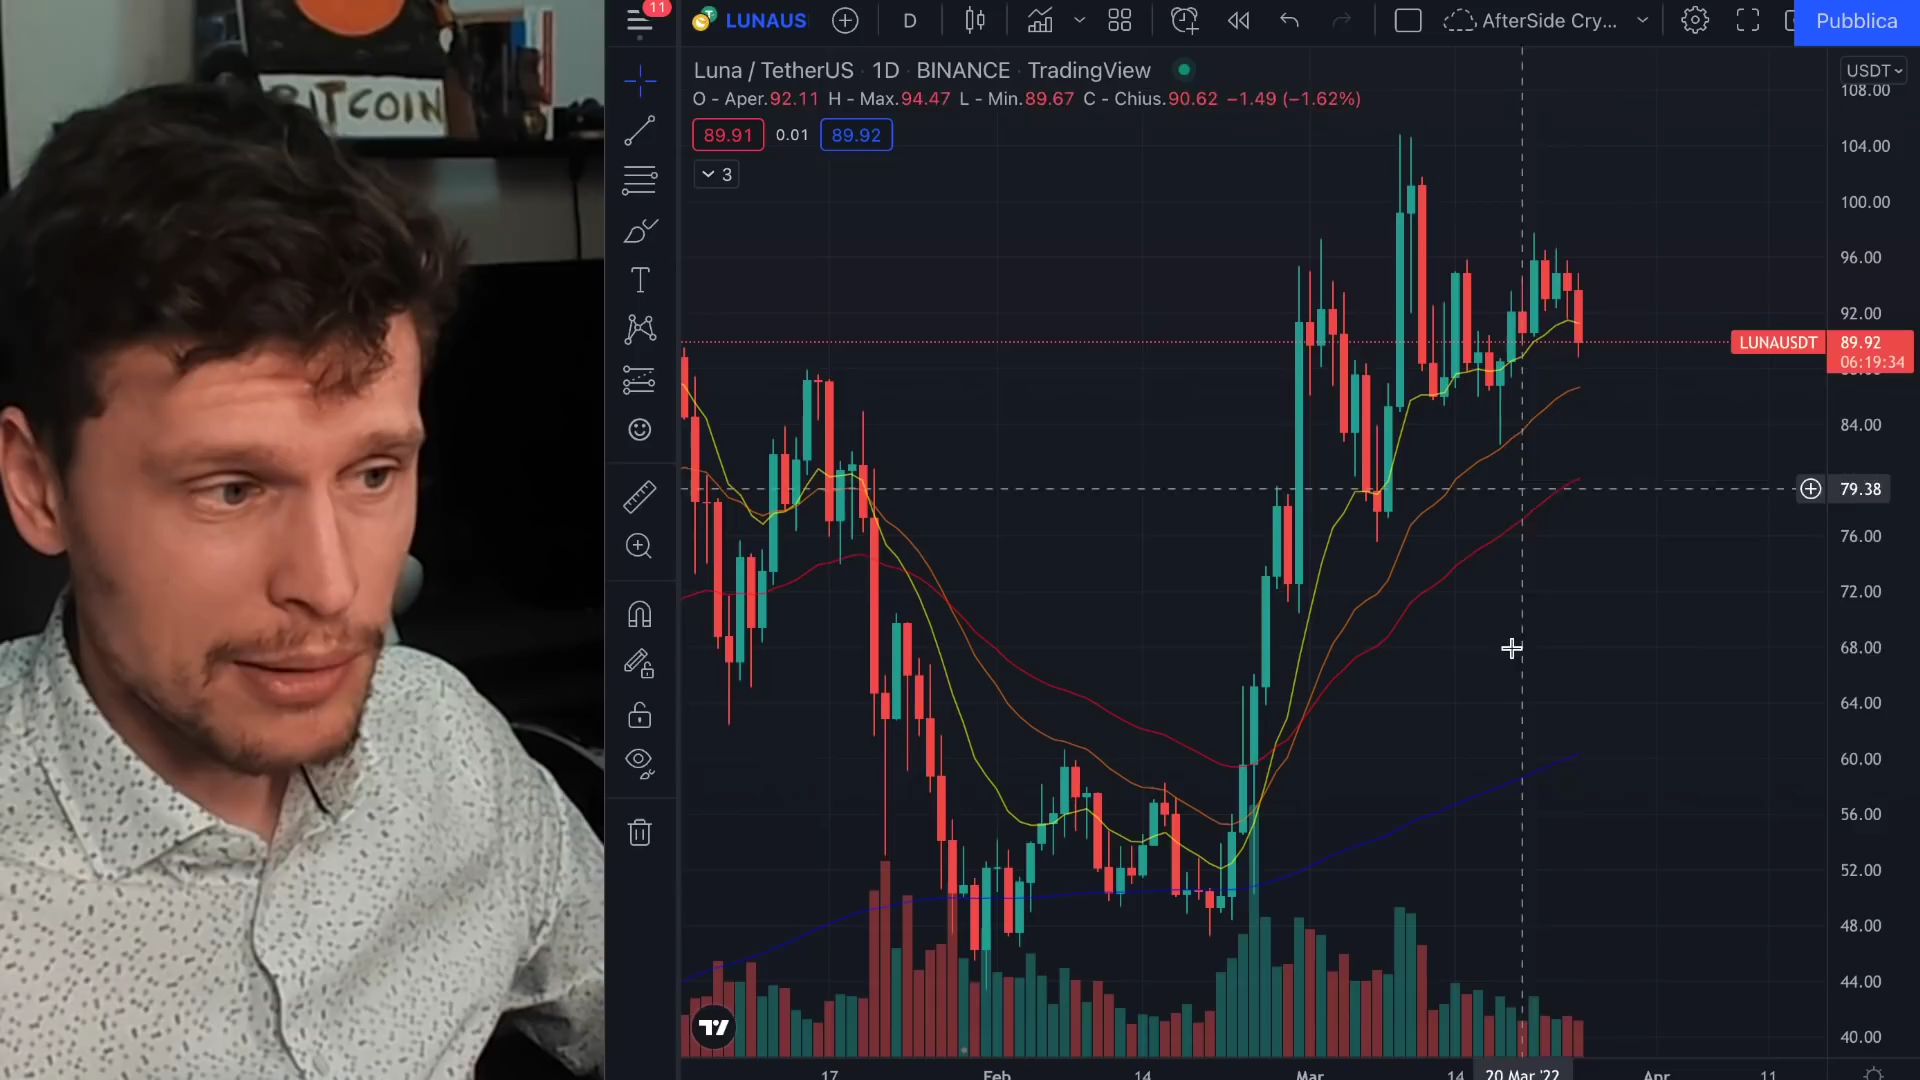 BITCOIN
11
LUNAUS
D
AfterSide Cry...
Pubblica
Luna / TetherUS · 1D · BINANCE · TradingView
USDT
O - Aper.92.11 H - Max.94.47 L - Min.89.67 C - Chius.90.62 −1.49 (−1.62%)
89.91
0.01
89.92
3
T
108.00
104.00
100.00
96.00
92.00
LUNAUSDT
89.92
06:19:34
84.00
79.38
76.00
72.00
68.00
64.00
60.00
56.00
52.00
48.00
44.00
40.00
17
Feb
14
Mar
14
20 Mar '22
Apr
11